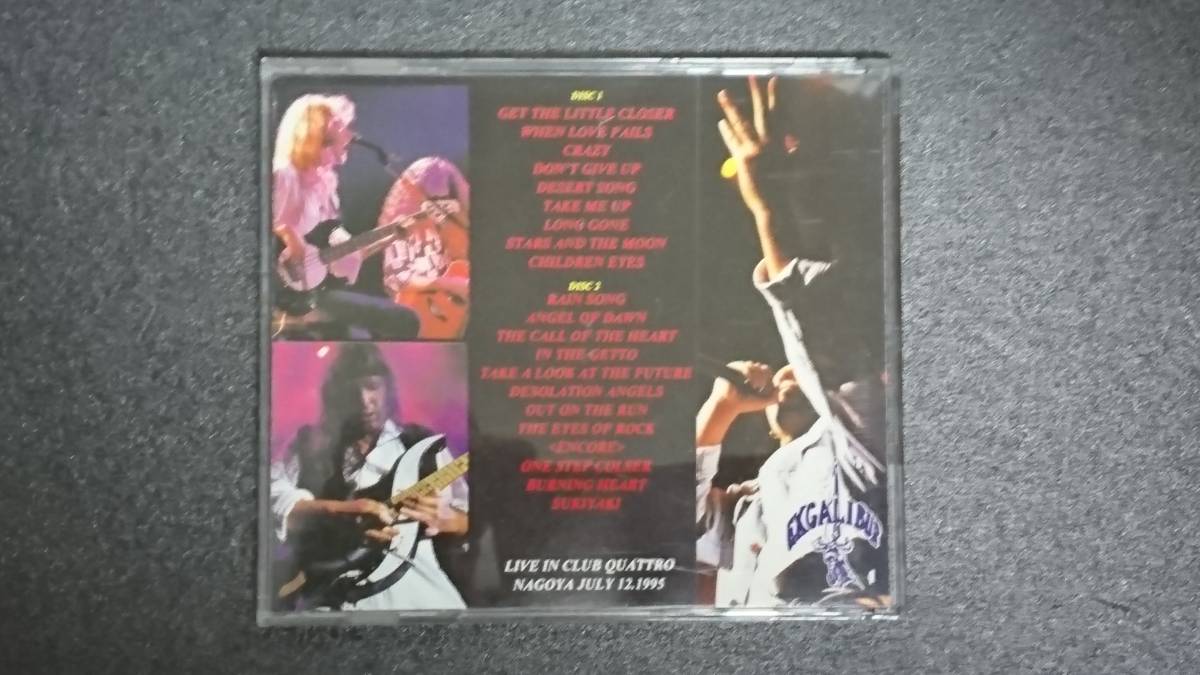 DISC 1
GET THE LITTLE CLOSER
WHEN LOVE FAILS
CRAZY
DON'T GIVE UP
DESERT SONG
TAKE ME UP
LONG GONE
STARS AND THE MOON
CHILDREN EYES
DISC 2
RAIN SONG
ANGEL OF DAWN
THE CALL OF THE HEART
IN THE GETTO
TAKE A LOOK AT THE FUTURE
DESOLATION ANGELS
OUT ON THE RUN
THE EYES OF ROCK
<ENCORE>
ONE STEP COLSER
BURNING HEART
SUKIYAKI
LIVE IN CLUB QUATTRO
NAGOYA JULY 12.1995
EXCALIBUR